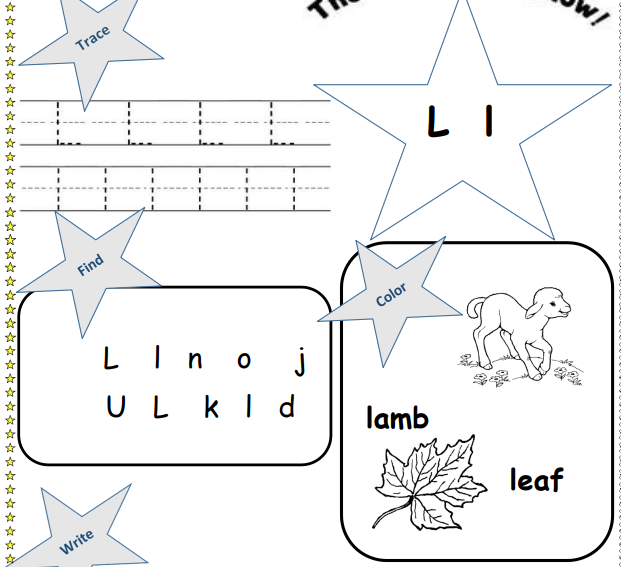 Trace
L l
L L L L
l l l l l l
Find
L l n o j
U L k l d
Color
lamb
leaf
Write